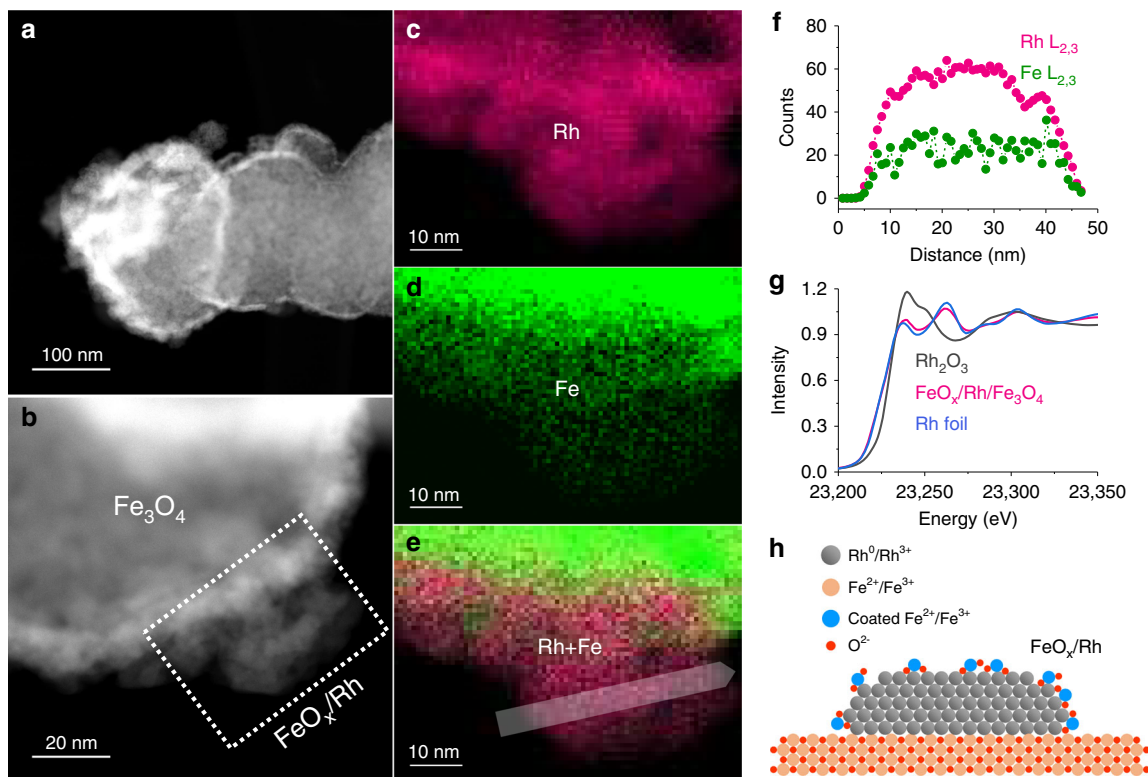 a
100 nm
b
Fe₃O₄
FeOₓ/Rh
20 nm
c
Rh
10 nm
d
Fe
10 nm
e
Rh+Fe
10 nm
f
Rh L₂,₃
Fe L₂,₃
80
60
40
20
0
Counts
0 10 20 30 40 50
Distance (nm)
g
1.2
0.9
0.6
0.3
0.0
Intensity
Rh₂O₃
FeOₓ/Rh/Fe₃O₄
Rh foil
23,200 23,250 23,300 23,350
Energy (eV)
h
Rh⁰/Rh³⁺
Fe²⁺/Fe³⁺
Coated Fe²⁺/Fe³⁺
O²⁻
FeOₓ/Rh